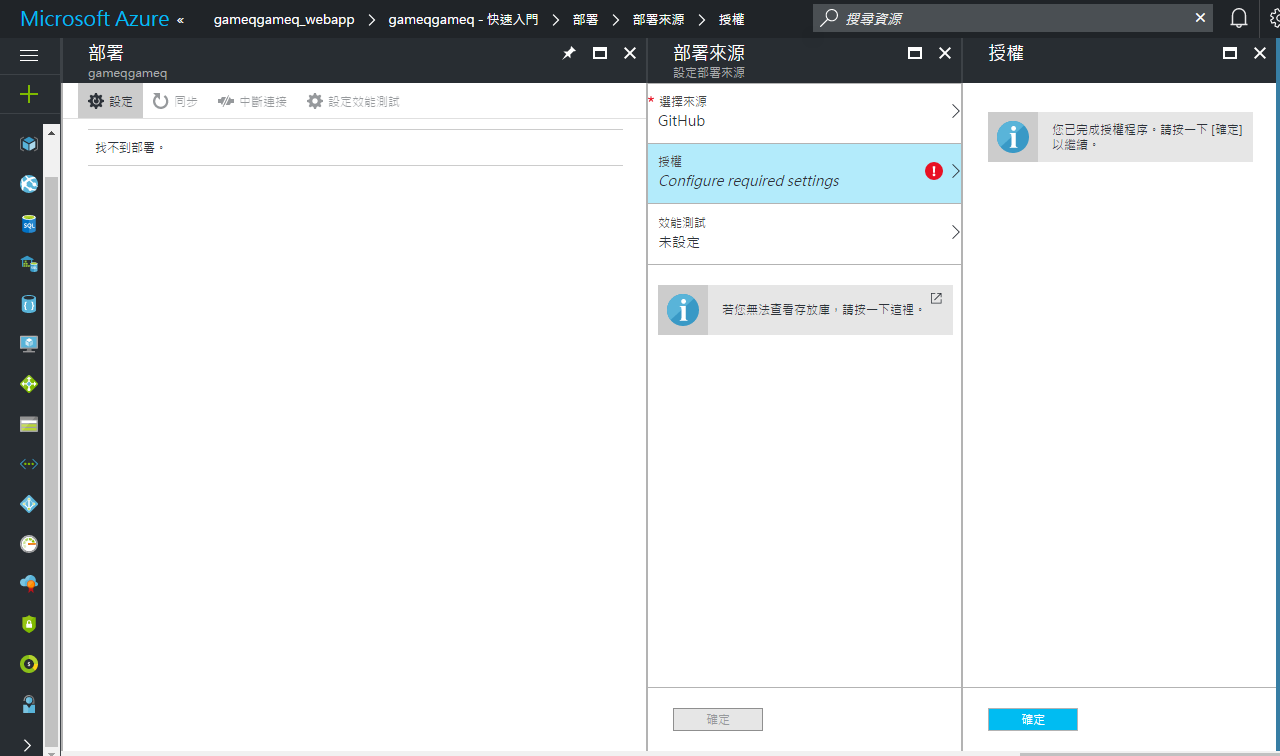 Microsoft Azure « gameqgameq_webapp > gameqgameq - 快速入門 > 部署 > 部署來源 > 授權 搜尋資源
部署
gameqgameq
設定 同步 中斷連接 設定效能測試
找不到部署。
部署來源
設定部署來源
* 選擇來源
GitHub
授權
Configure required settings
效能測試
未設定
若您無法查看存放庫，請按一下這裡。
確定
授權
您已完成授權程序。請按一下 [確定]
以繼續。
確定
SQL